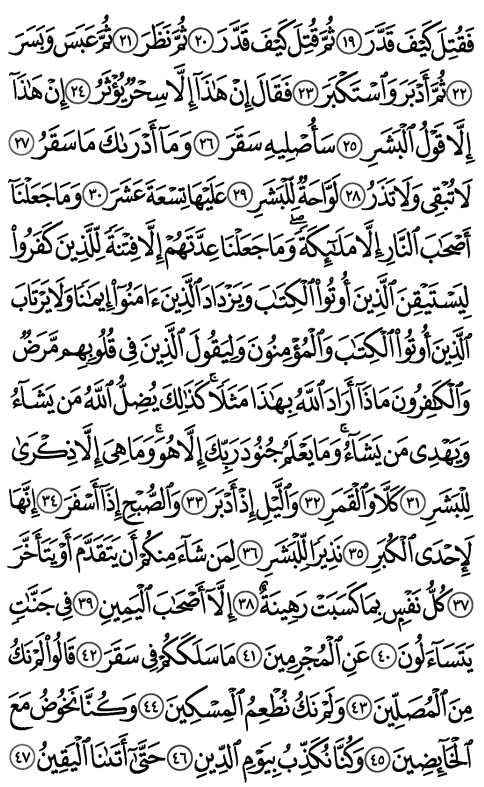 فَقُتِلَ كَيْفَ قَدَّرَ ١٩ ثُمَّ قُتِلَ كَيْفَ قَدَّرَ ٢٠ ثُمَّ نَظَرَ ٢١ ثُمَّ عَبَسَ وَبَسَرَ
٢٢ ثُمَّ أَدْبَرَ وَٱسْتَكْبَرَ ٢٣ فَقَالَ إِنْ هَٰذَآ إِلَّا سِحْرٌ يُؤْثَرُ ٢٤ إِنْ هَٰذَآ
إِلَّا قَوْلُ ٱلْبَشَرِ ٢٥ سَأُصْلِيهِ سَقَرَ ٢٦ وَمَآ أَدْرَىٰكَ مَا سَقَرُ ٢٧
لَا تُبْقِى وَلَا تَذَرُ ٢٨ لَوَّاحَةٌ لِّلْبَشَرِ ٢٩ عَلَيْهَا تِسْعَةَ عَشَرَ ٣٠ وَمَا جَعَلْنَآ
أَصْحَٰبَ ٱلنَّارِ إِلَّا مَلَٰٓئِكَةً ۙ وَمَا جَعَلْنَا عِدَّتَهُمْ إِلَّا فِتْنَةً لِّلَّذِينَ كَفَرُوا۟
لِيَسْتَيْقِنَ ٱلَّذِينَ أُوتُوا۟ ٱلْكِتَٰبَ وَيَزْدَادَ ٱلَّذِينَ ءَامَنُوٓا۟ إِيمَٰنًا وَلَا يَرْتَابَ
ٱلَّذِينَ أُوتُوا۟ ٱلْكِتَٰبَ وَٱلْمُؤْمِنُونَ وَلِيَقُولَ ٱلَّذِينَ فِى قُلُوبِهِم مَّرَضٌ
وَٱلْكَٰفِرُونَ مَاذَآ أَرَادَ ٱللَّهُ بِهَٰذَا مَثَلًا ۚ كَذَٰلِكَ يُضِلُّ ٱللَّهُ مَن يَشَآءُ
وَيَهْدِى مَن يَشَآءُ ۚ وَمَا يَعْلَمُ جُنُودَ رَبِّكَ إِلَّا هُوَ ۚ وَمَا هِىَ إِلَّا ذِكْرَىٰ
لِلْبَشَرِ ٣١ كَلَّا وَٱلْقَمَرِ ٣٢ وَٱلَّيْلِ إِذْ أَدْبَرَ ٣٣ وَٱلصُّبْحِ إِذَآ أَسْفَرَ ٣٤ إِنَّهَا
لَإِحْدَى ٱلْكُبَرِ ٣٥ نَذِيرًا لِّلْبَشَرِ ٣٦ لِمَن شَآءَ مِنكُمْ أَن يَتَقَدَّمَ أَوْ يَتَأَخَّرَ
٣٧ كُلُّ نَفْسٍۭ بِمَا كَسَبَتْ رَهِينَةٌ ٣٨ إِلَّآ أَصْحَٰبَ ٱلْيَمِينِ ٣٩ فِى جَنَّٰتٍ
يَتَسَآءَلُونَ ٤٠ عَنِ ٱلْمُجْرِمِينَ ٤١ مَا سَلَكَكُمْ فِى سَقَرَ ٤٢ قَالُوا۟ لَمْ نَكُ
مِنَ ٱلْمُصَلِّينَ ٤٣ وَلَمْ نَكُ نُطْعِمُ ٱلْمِسْكِينَ ٤٤ وَكُنَّا نَخُوضُ مَعَ
ٱلْخَآئِضِينَ ٤٥ وَكُنَّا نُكَذِّبُ بِيَوْمِ ٱلدِّينِ ٤٦ حَتَّىٰٓ أَتَىٰنَا ٱلْيَقِينُ ٤٧